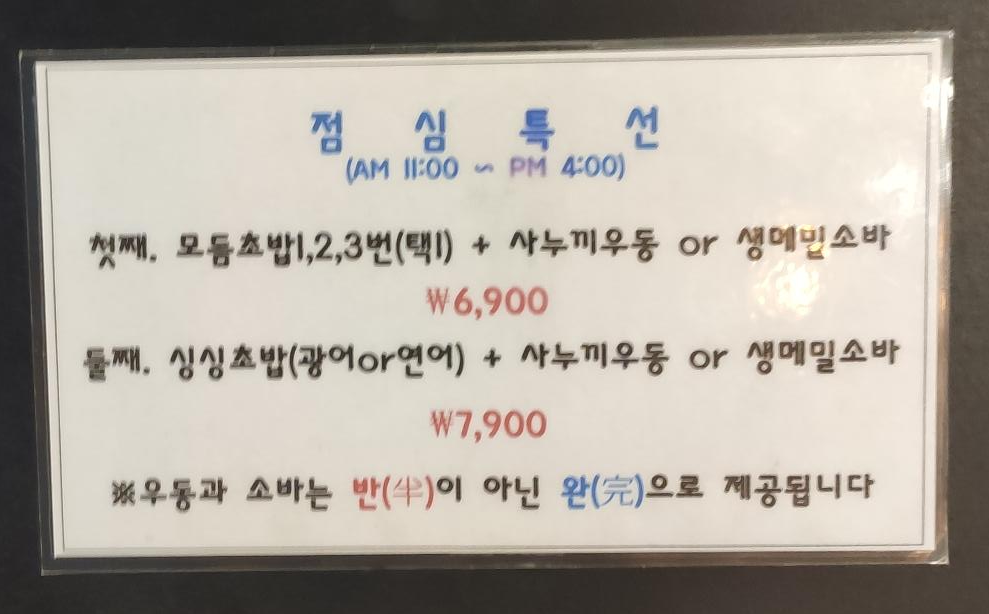 점 심 특 선
(AM 11:00 ~ PM 4:00)
첫째. 모듬초밥1,2,3번(택1) + 사누끼우동 or 생메밀소바
₩6,900
둘째. 싱싱초밥(광어or연어) + 사누끼우동 or 생메밀소바
₩7,900
※우동과 소바는 반(半)이 아닌 완(完)으로 제공됩니다